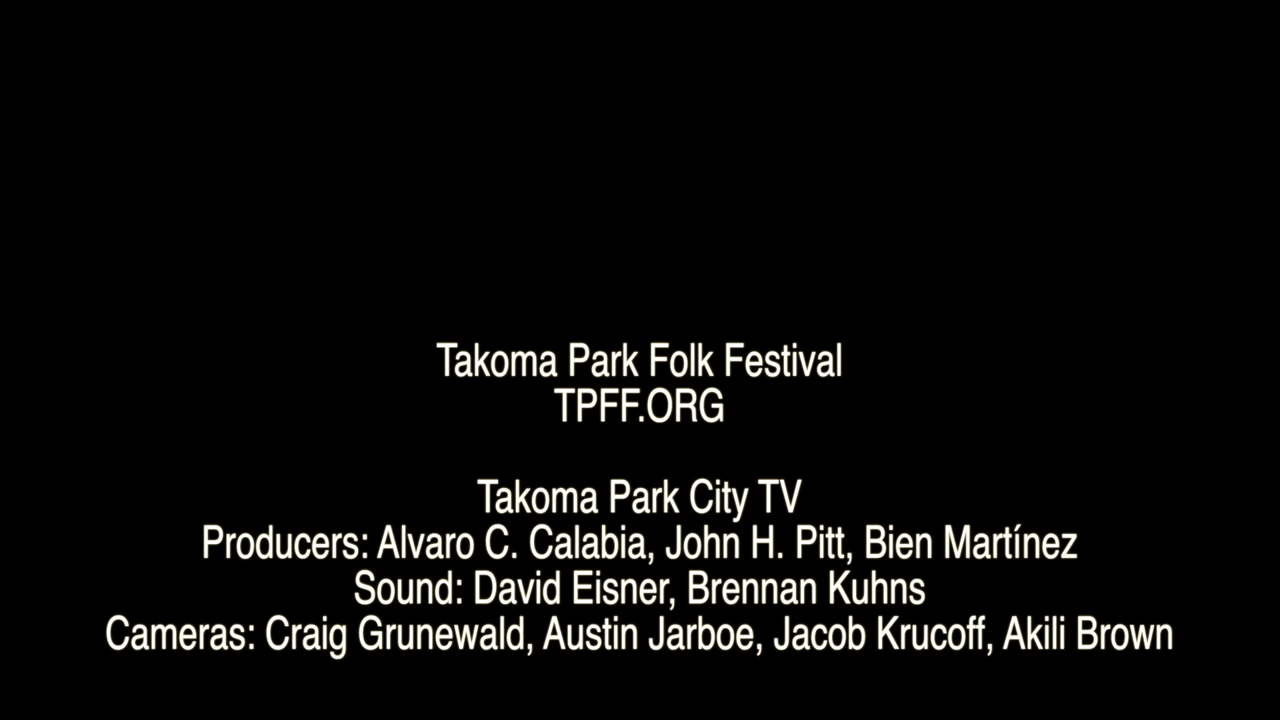 Takoma Park Folk Festival
TPFF.ORG
Takoma Park City TV
Producers: Alvaro C. Calabia, John H. Pitt, Bien Martínez
Sound: David Eisner, Brennan Kuhns
Cameras: Craig Grunewald, Austin Jarboe, Jacob Krucoff, Akili Brown